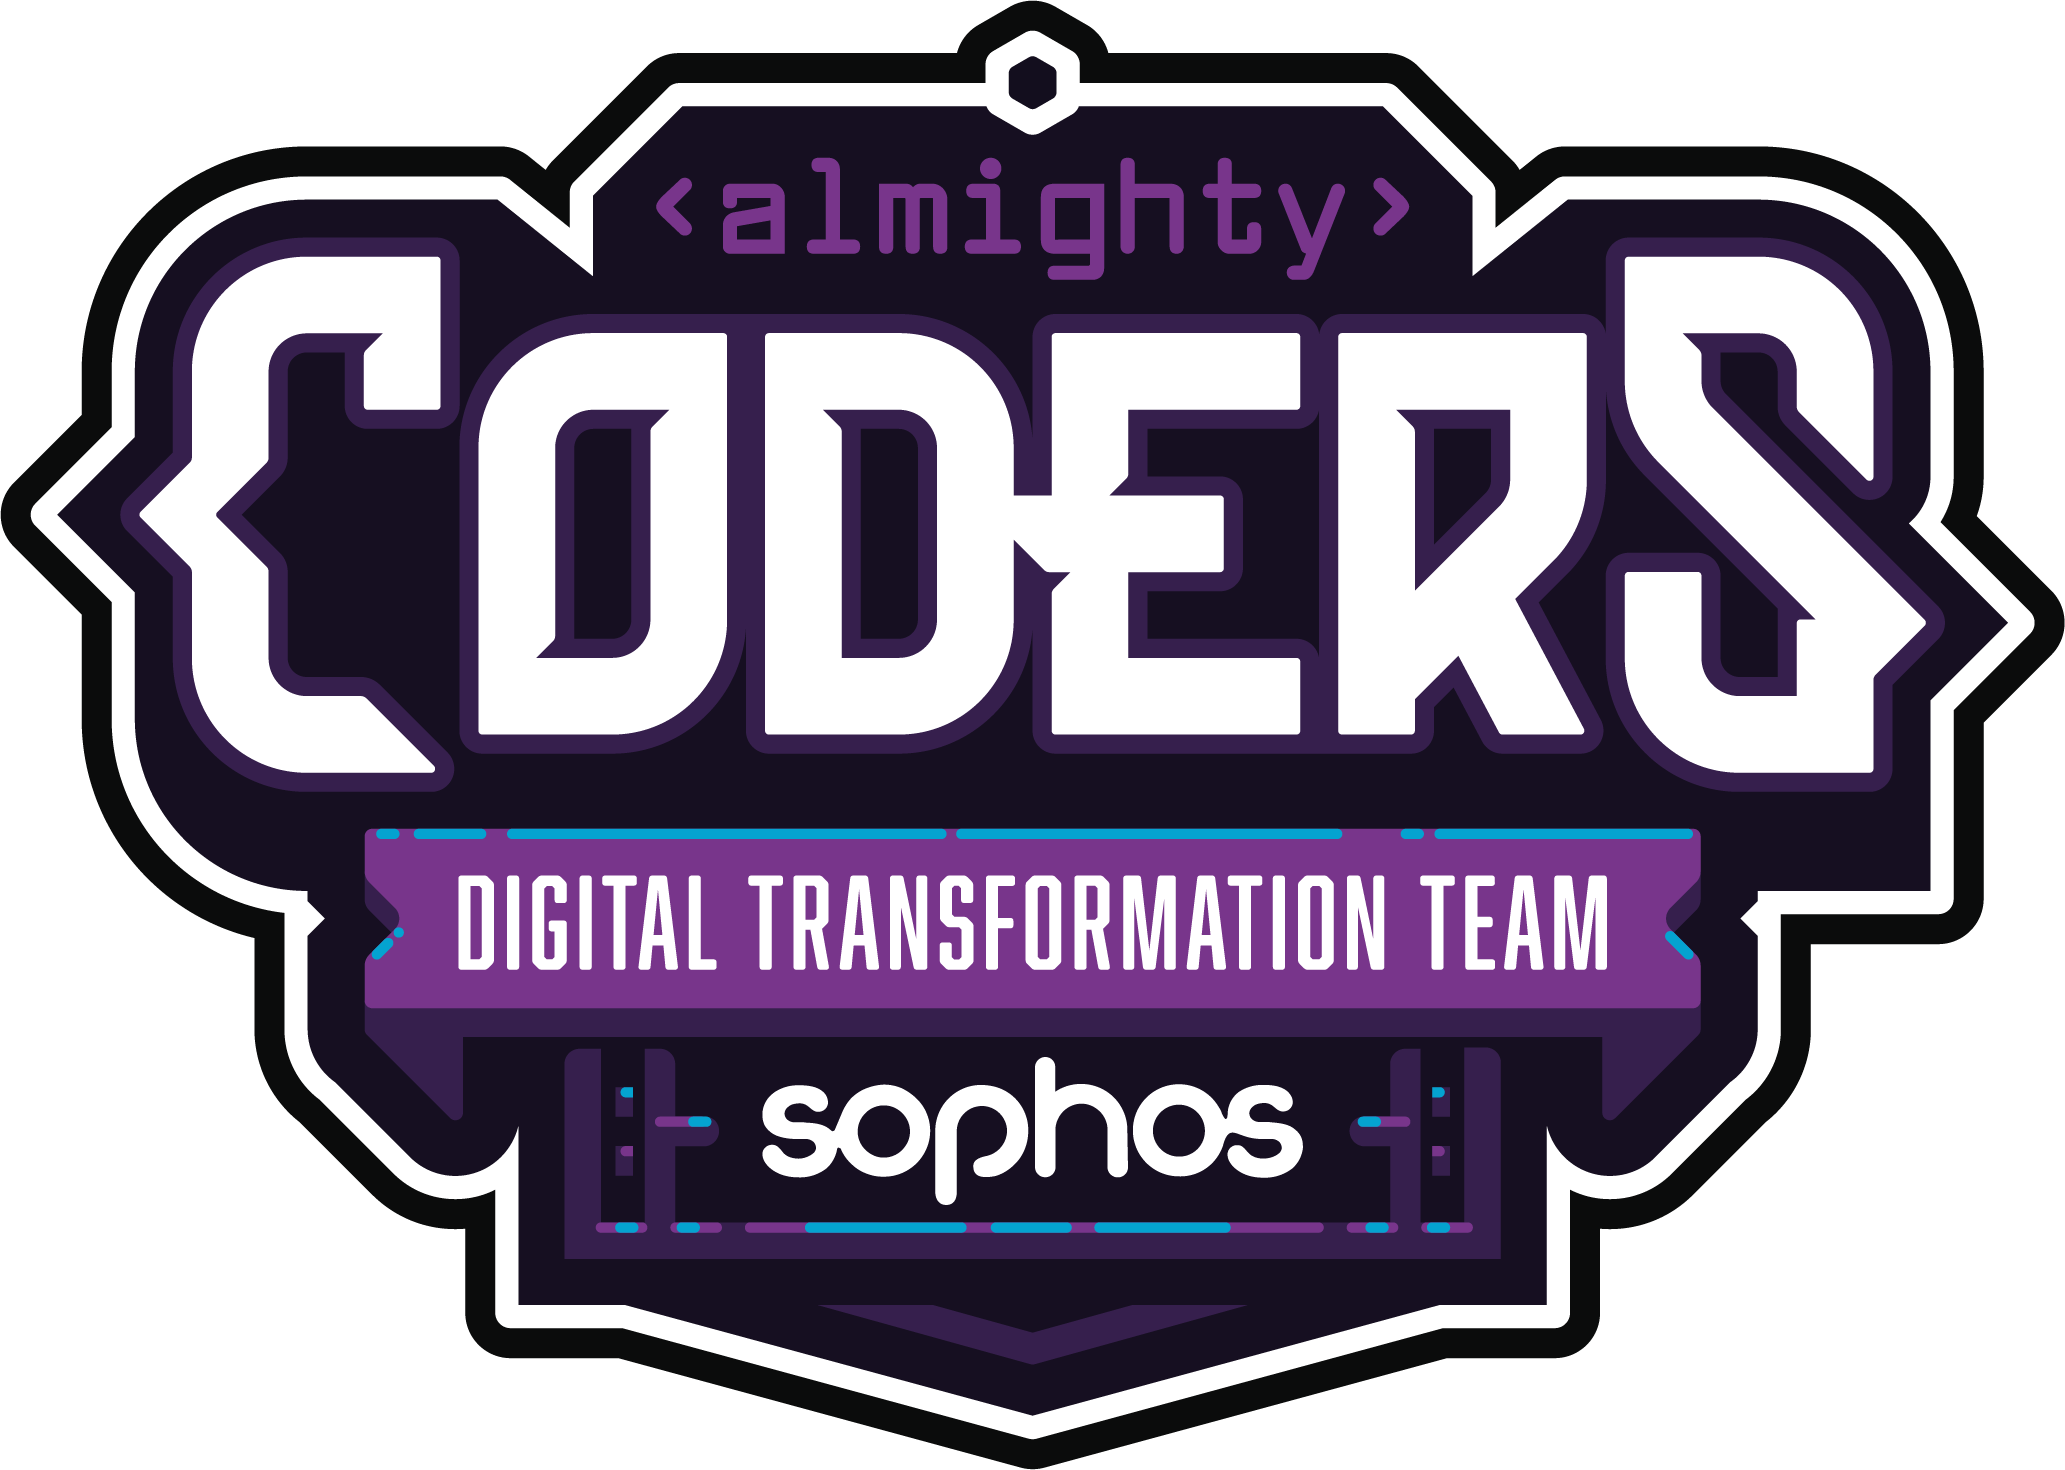 <almighty>
CODERS
DIGITAL TRANSFORMATION TEAM
sophos